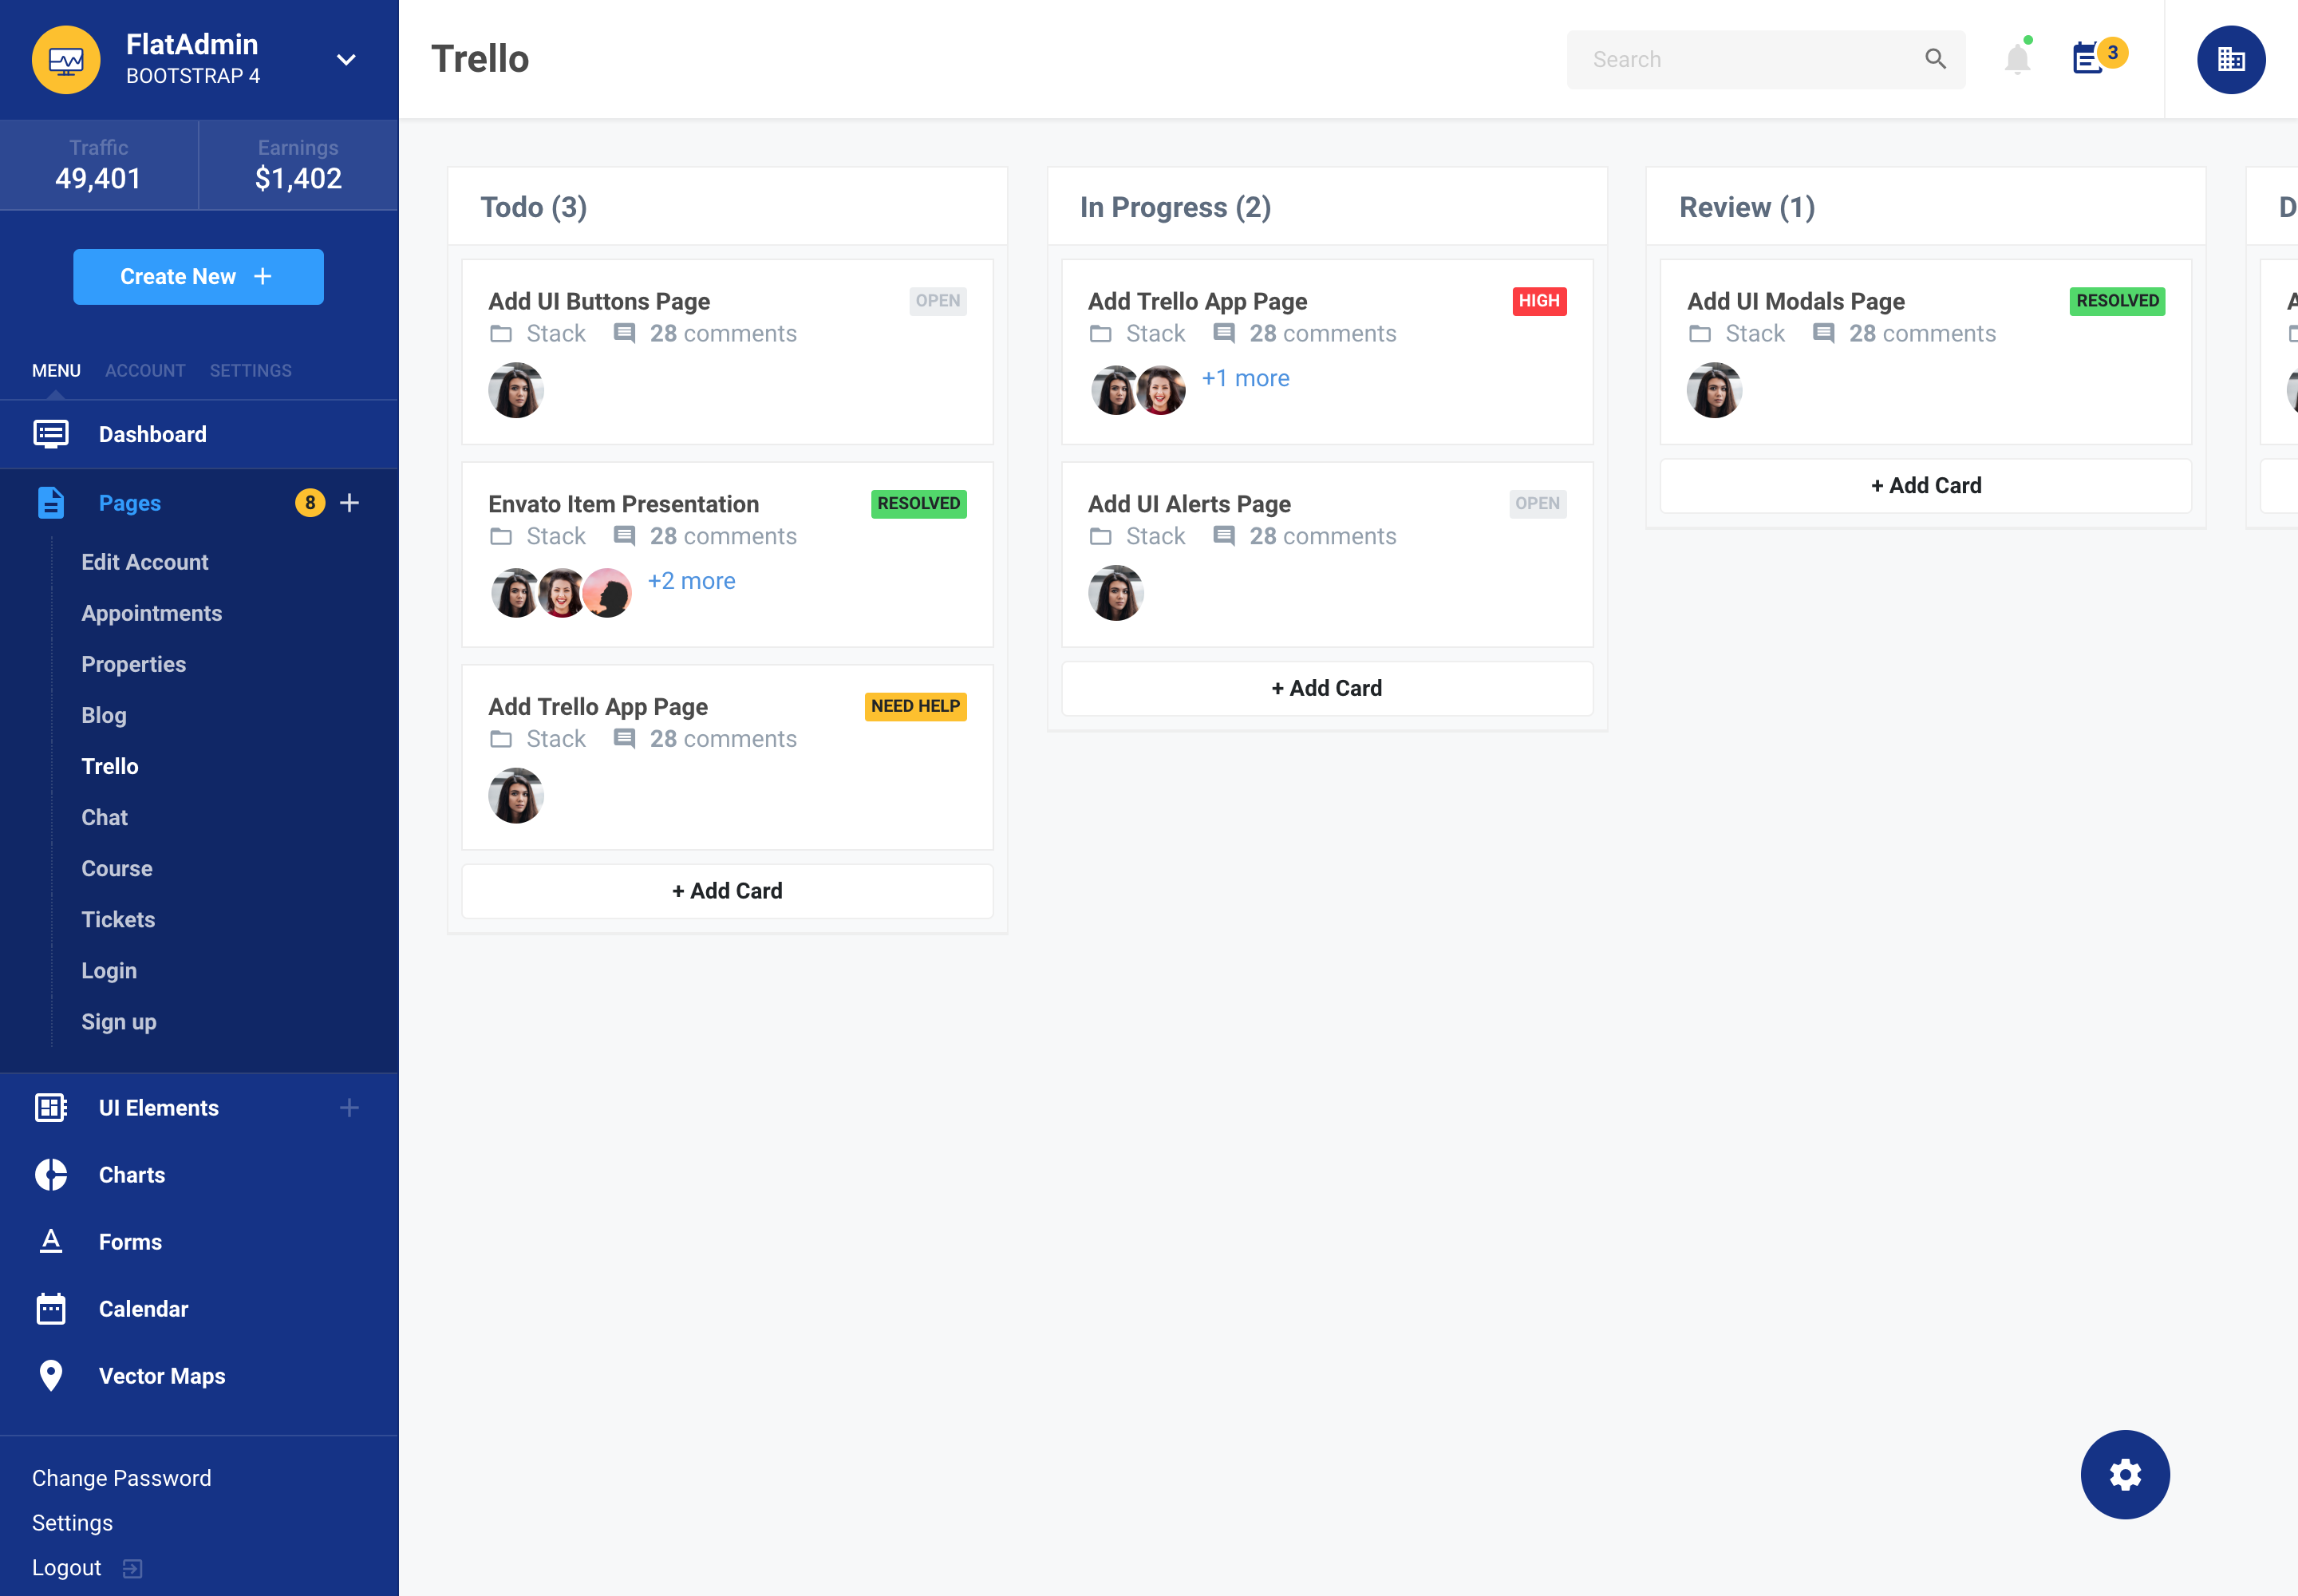 FlatAdmin
BOOTSTRAP 4
Traffic
49,401
Earnings
$1,402
Create New +
MENU ACCOUNT SETTINGS
Dashboard
Pages 8 +
Edit Account
Appointments
Properties
Blog
Trello
Chat
Course
Tickets
Login
Sign up
UI Elements +
Charts
Forms
Calendar
Vector Maps
Change Password
Settings
Logout
Trello
Search
3
Todo (3)
Add UI Buttons Page OPEN
Stack 28 comments
Envato Item Presentation RESOLVED
Stack 28 comments
+2 more
Add Trello App Page NEED HELP
Stack 28 comments
+ Add Card
In Progress (2)
Add Trello App Page HIGH
Stack 28 comments
+1 more
Add UI Alerts Page OPEN
Stack 28 comments
+ Add Card
Review (1)
Add UI Modals Page RESOLVED
Stack 28 comments
+ Add Card